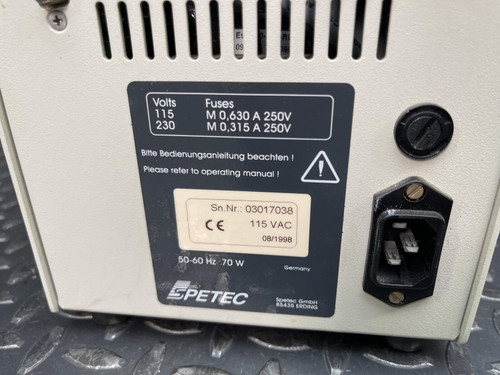 Volts Fuses
115 M 0,630 A 250V
230 M 0,315 A 250V
Bitte Bedienungsanleitung beachten !
Please refer to operating manual !
Sn.Nr.: 03017038
CE 115 VAC
08/1998
50-60 Hz 70 W
Germany
SPETEC
Spetec GmbH
85435 ERDING